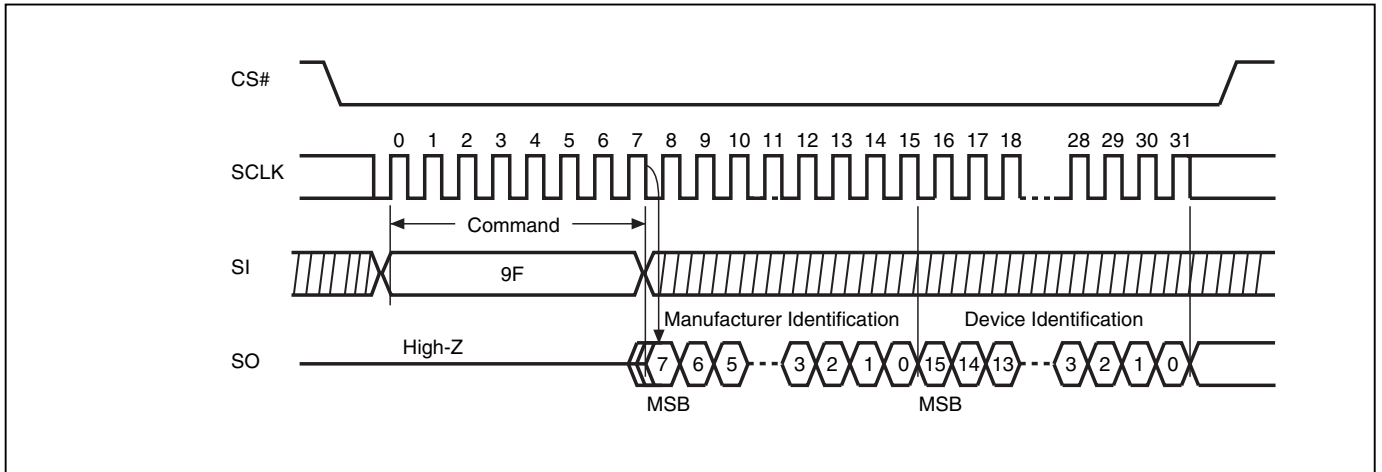 CS#
0 1 2 3 4 5 6 7 8 9 10 11 12 13 14 15 16 17 18 28 29 30 31
SCLK
Command
SI
9F
Manufacturer Identification Device Identification
High-Z
SO
7 6 5 3 2 1 0 15 14 13 3 2 1 0
MSB MSB